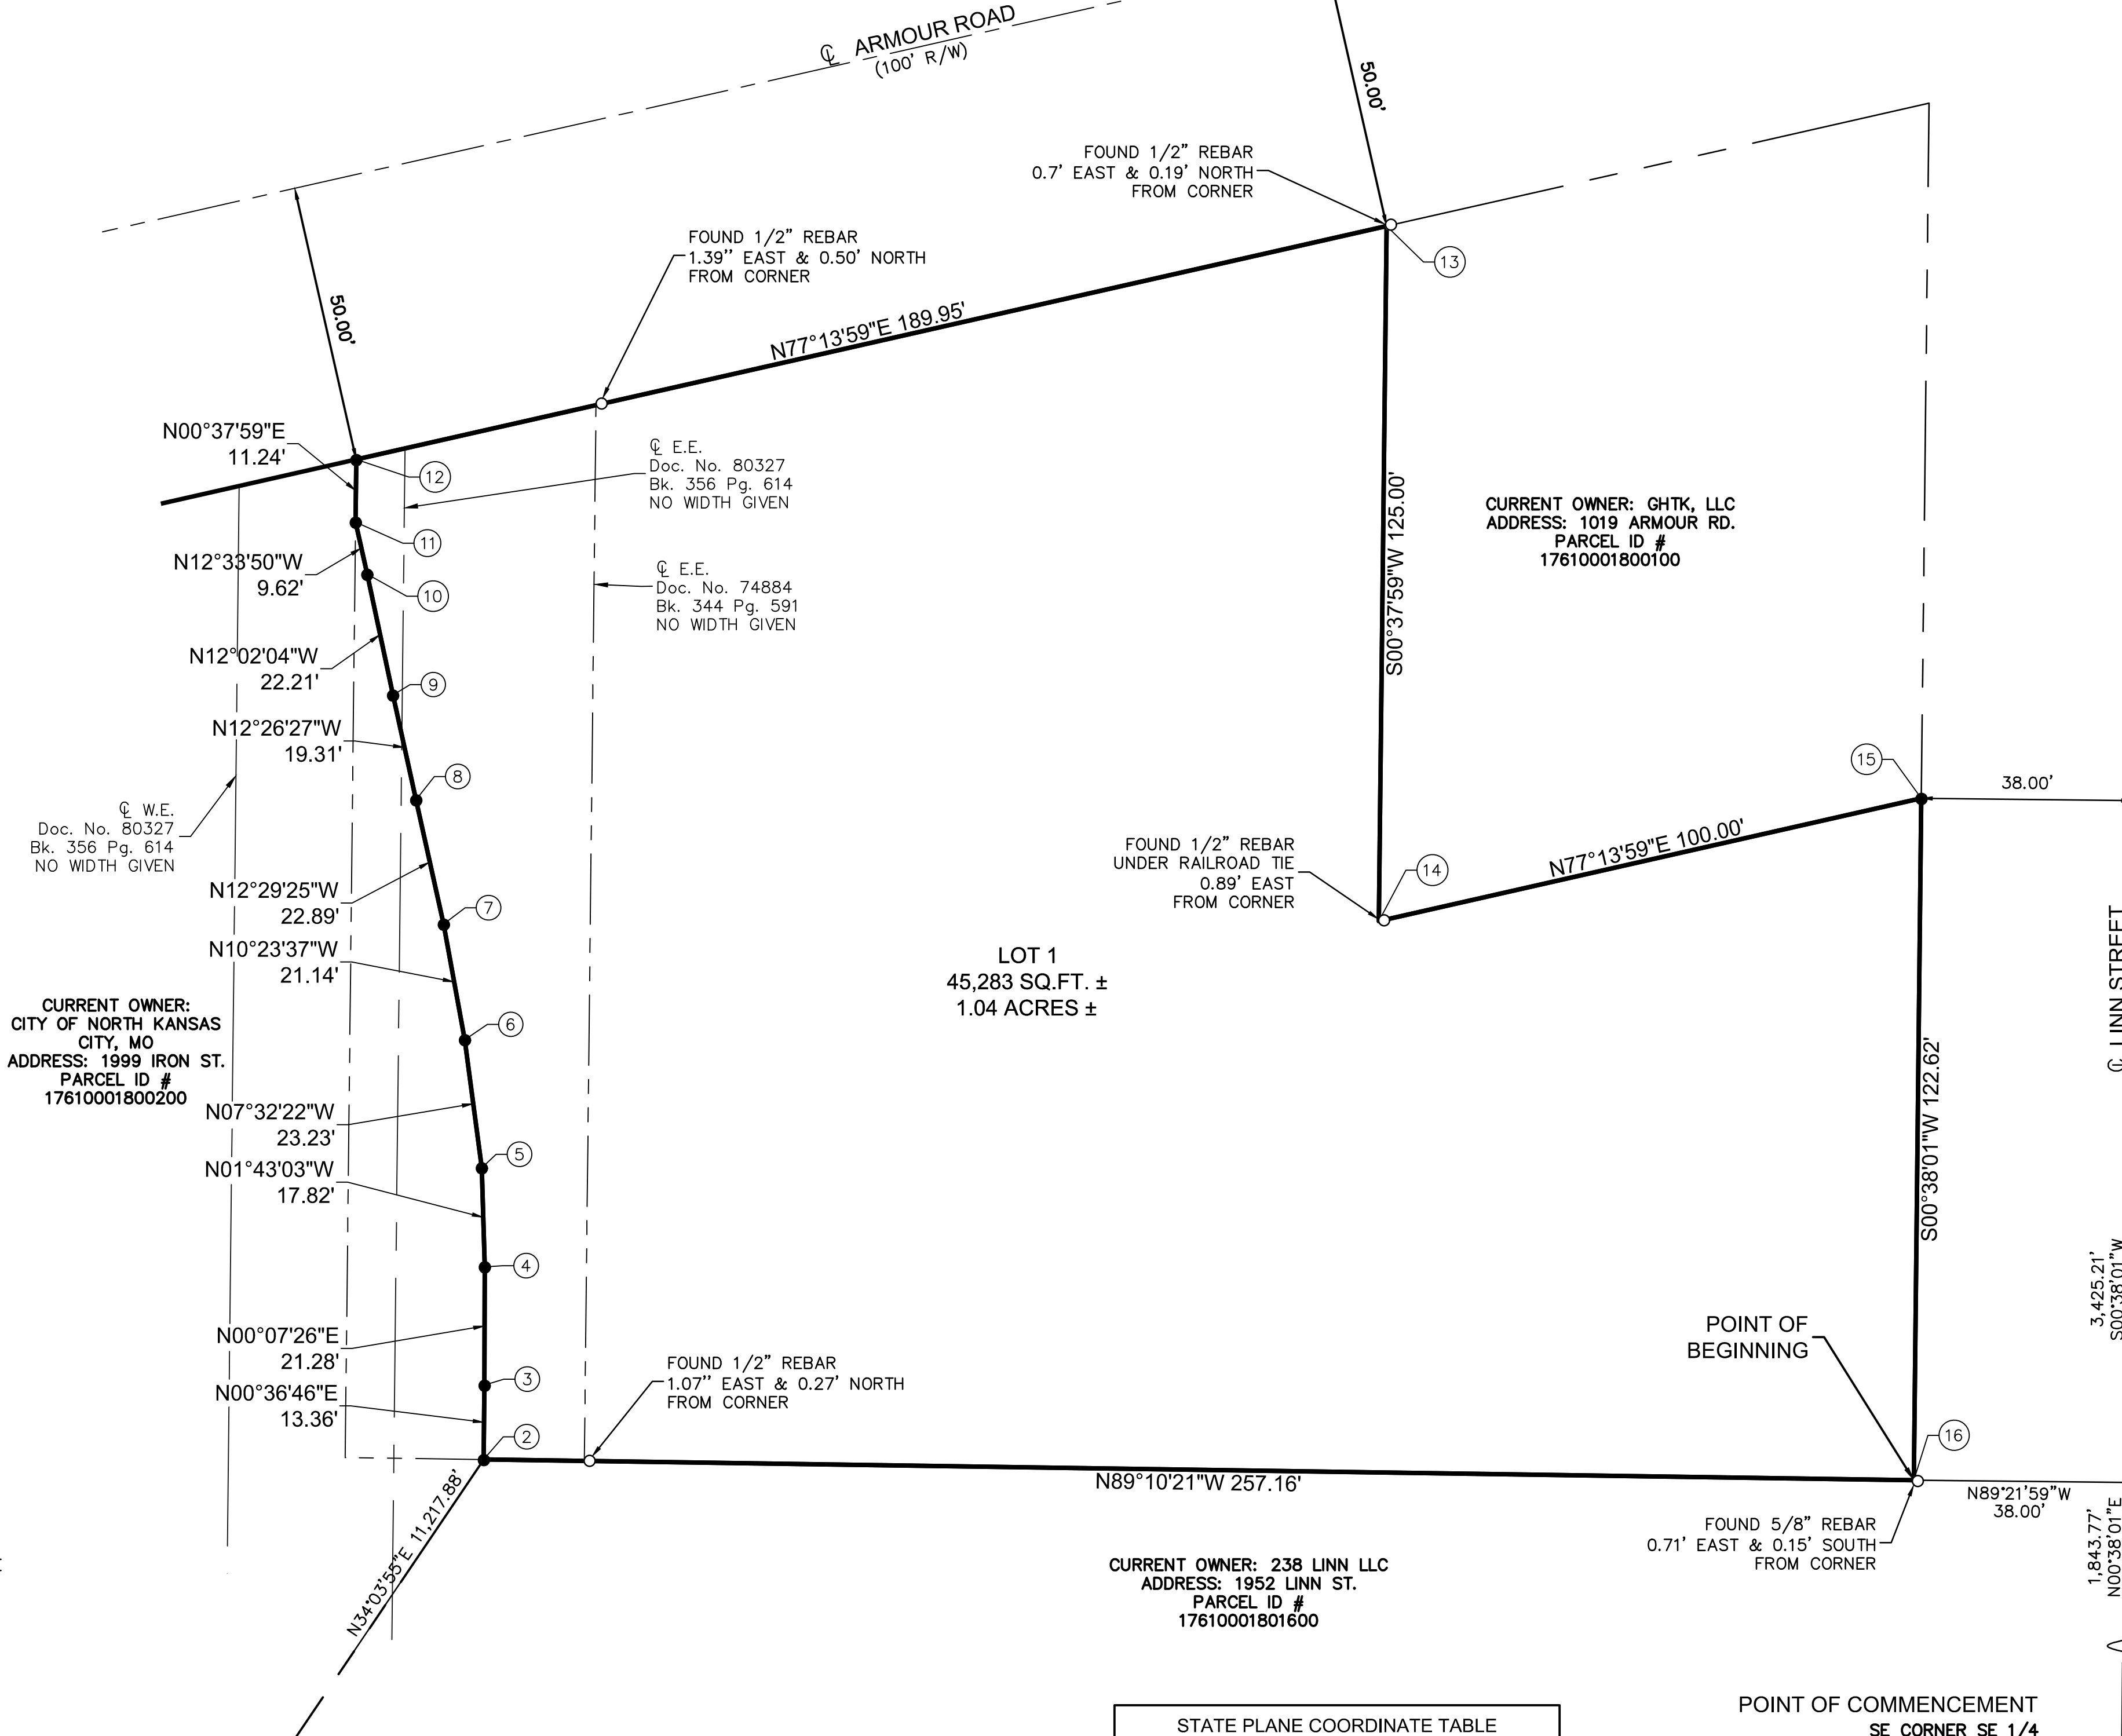 ℄ ARMOUR ROAD
(100' R/W)
50.00'
50.00'
FOUND 1/2" REBAR
0.7' EAST & 0.19' NORTH
FROM CORNER
13
FOUND 1/2" REBAR
1.39'' EAST & 0.50' NORTH
FROM CORNER
N77°13'59"E 189.95'
N00°37'59"E
11.24'
12
℄ E.E.
Doc. No. 80327
Bk. 356 Pg. 614
NO WIDTH GIVEN
11
N12°33'50"W
9.62'
10
℄ E.E.
Doc. No. 74884
Bk. 344 Pg. 591
NO WIDTH GIVEN
S00°37'59"W 125.00'
CURRENT OWNER: GHTK, LLC
ADDRESS: 1019 ARMOUR RD.
PARCEL ID #
17610001800100
N12°02'04"W
22.21'
9
N12°26'27"W
19.31'
8
15
38.00'
℄ W.E.
Doc. No. 80327
Bk. 356 Pg. 614
NO WIDTH GIVEN
FOUND 1/2" REBAR
UNDER RAILROAD TIE
0.89' EAST
FROM CORNER
14
N77°13'59"E 100.00'
N12°29'25"W
22.89'
7
N10°23'37"W
21.14'
LOT 1
45,283 SQ.FT. ±
1.04 ACRES ±
℄ LINN STREET
CURRENT OWNER:
CITY OF NORTH KANSAS
CITY, MO
ADDRESS: 1999 IRON ST.
PARCEL ID #
17610001800200
6
N07°32'22"W
23.23'
5
N01°43'03"W
17.82'
4
S00°38'01"W 122.62'
3,425.21'
S00°38'01"W
N00°07'26"E
21.28'
3
N00°36'46"E
13.36'
2
FOUND 1/2" REBAR
1.07'' EAST & 0.27' NORTH
FROM CORNER
POINT OF
BEGINNING
16
N89°10'21"W 257.16'
N89°21'59"W
38.00'
N34°03'55"E 11,217.88'
FOUND 5/8" REBAR
0.71' EAST & 0.15' SOUTH
FROM CORNER
1,843.77'
N00°38'01"E
CURRENT OWNER: 238 LINN LLC
ADDRESS: 1952 LINN ST.
PARCEL ID #
17610001801600
STATE PLANE COORDINATE TABLE
POINT OF COMMENCEMENT
SE CORNER SE 1/4